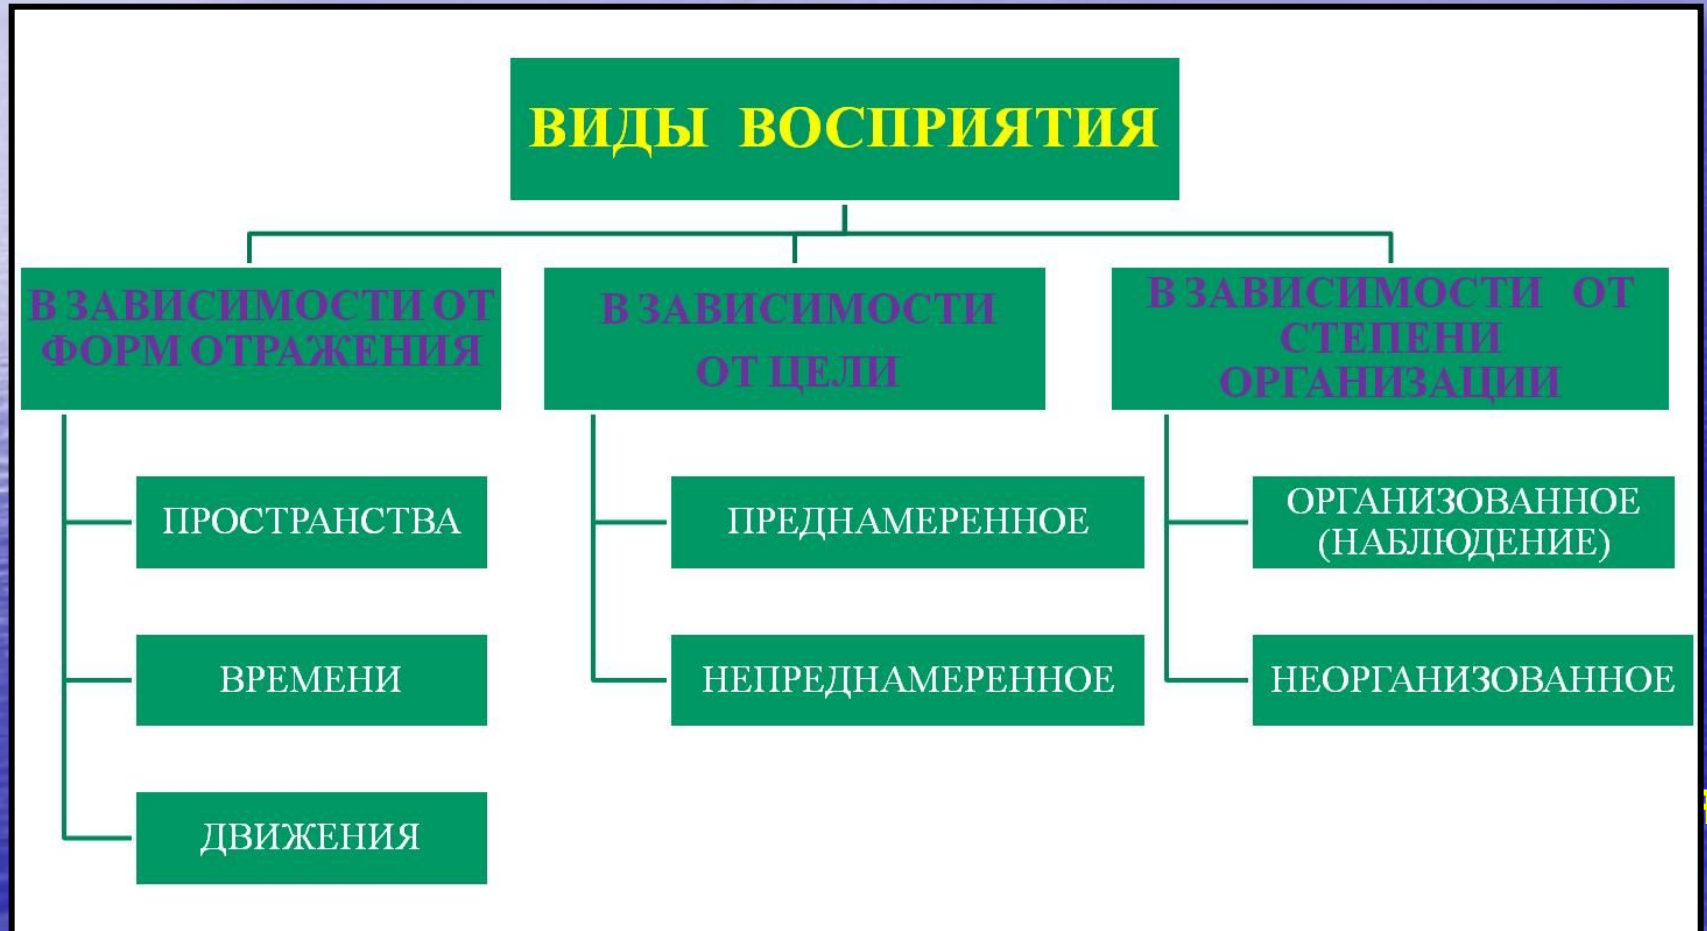 ВИДЫ ВОСПРИЯТИЯ
В ЗАВИСИМОСТИ ОТ
ФОРМ ОТРАЖЕНИЯ
ПРОСТРАНСТВА
ВРЕМЕНИ
ДВИЖЕНИЯ
В ЗАВИСИМОСТИ
ОТ ЦЕЛИ
ПРЕДНАМЕРЕННОЕ
НЕПРЕДНАМЕРЕННОЕ
В ЗАВИСИМОСТИ ОТ
СТЕПЕНИ
ОРГАНИЗАЦИИ
ОРГАНИЗОВАННОЕ
(НАБЛЮДЕНИЕ)
НЕОРГАНИЗОВАННОЕ